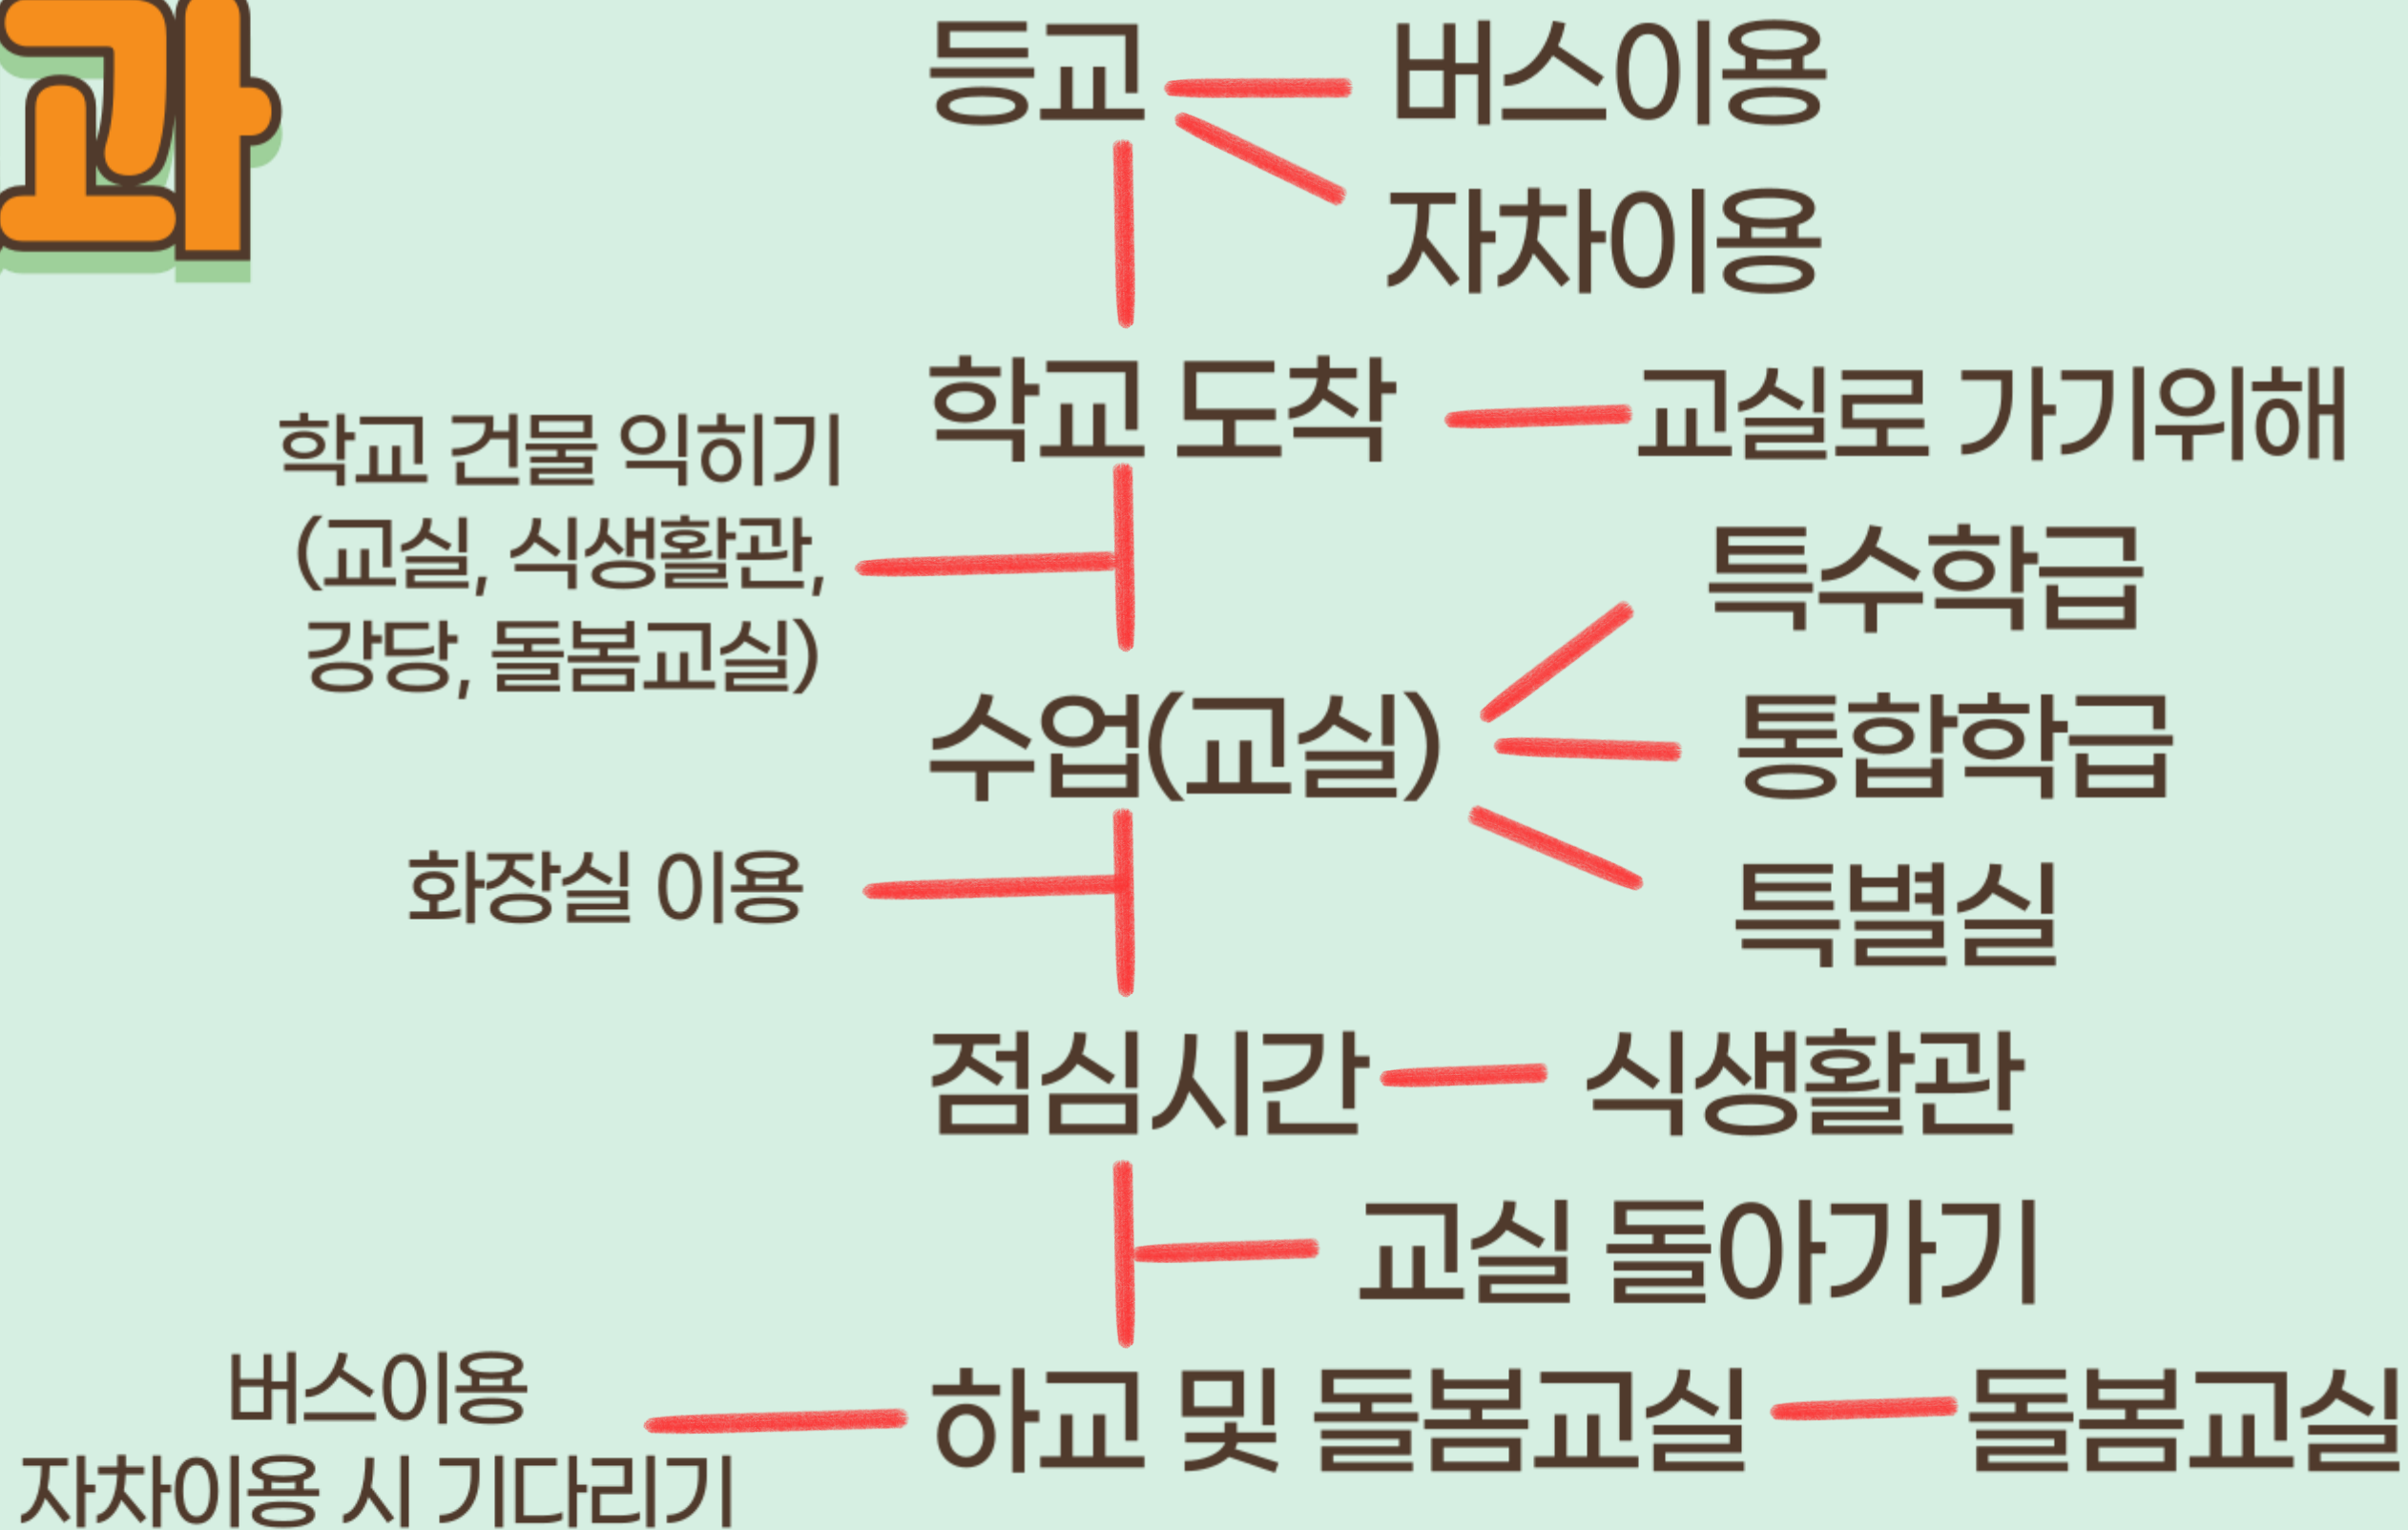 과
등교
버스이용
자차이용
학교 도착
교실로 가기위해
학교 건물 익히기
(교실, 식생활관,
강당, 돌봄교실)
특수학급
수업(교실)
통합학급
특별실
화장실 이용
점심시간
식생활관
교실 돌아가기
하교 및 돌봄교실
돌봄교실
버스이용
자차이용 시 기다리기